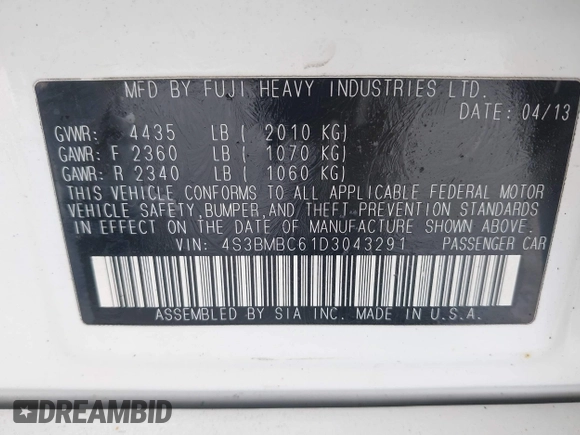 MFD BY FUJI HEAVY INDUSTRIES LTD.
DATE: 04/13
GVWR: 4435 LB ( 2010 KG)
GAWR: F 2360 LB ( 1070 KG)
GAWR: R 2340 LB ( 1060 KG)
THIS VEHICLE CONFORMS TO ALL APPLICABLE FEDERAL MOTOR
VEHICLE SAFETY, BUMPER, AND THEFT PREVENTION STANDARDS
IN EFFECT ON THE DATE OF MANUFACTURE SHOWN ABOVE.
VIN: 4S3BMBC61D3043291 PASSENGER CAR
ASSEMBLED BY SIA INC. MADE IN U.S.A.
DREAMBID